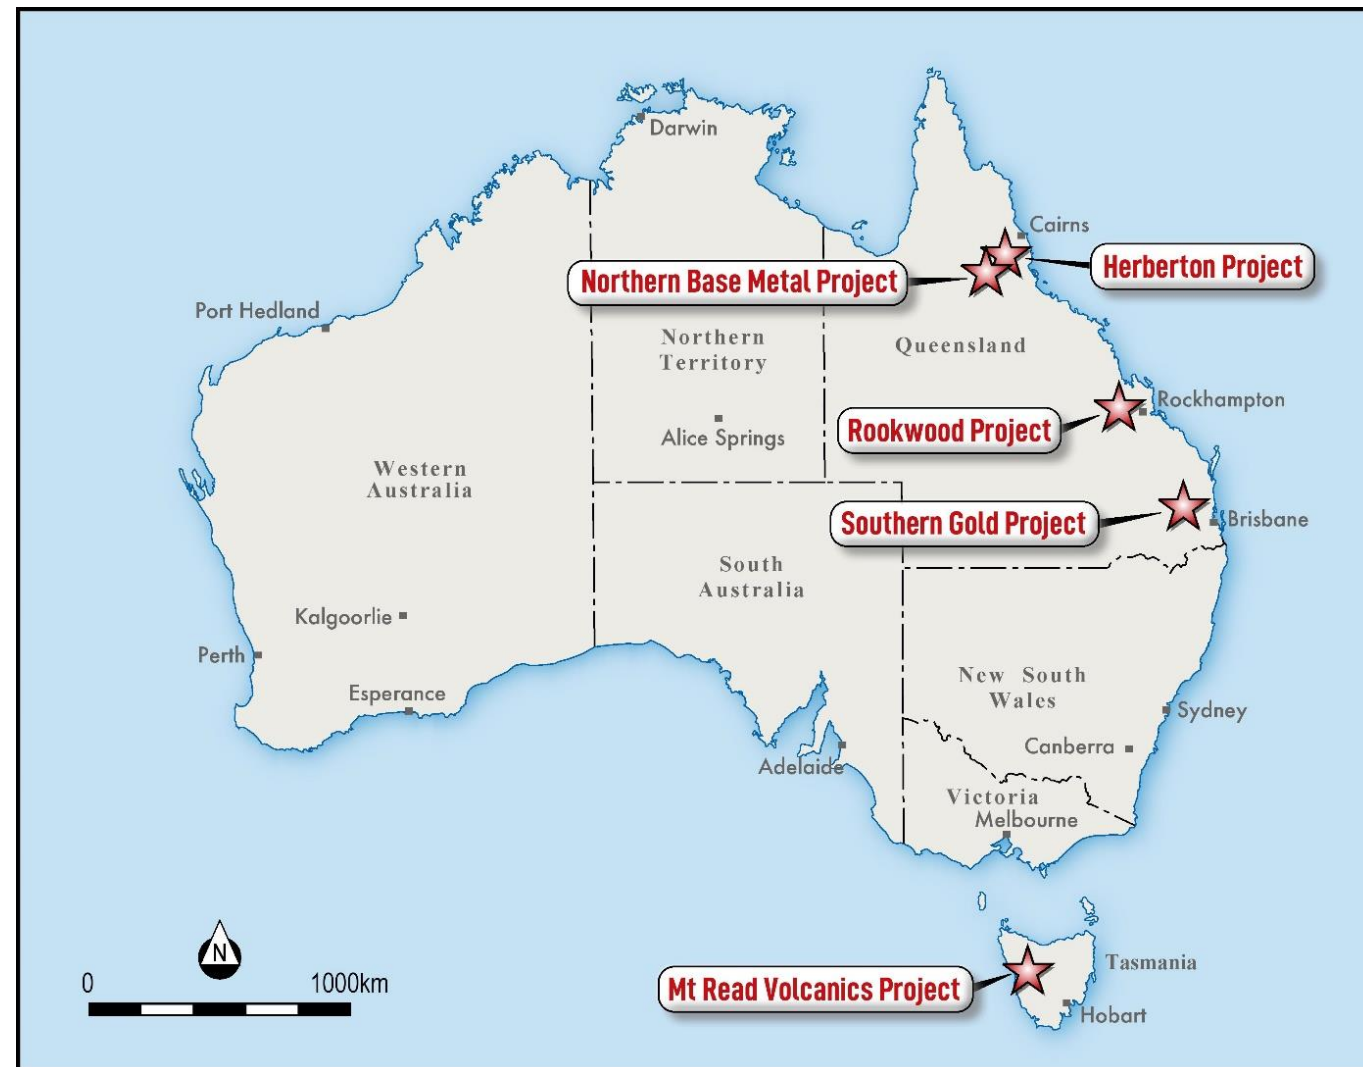 Darwin
Cairns
Herberton Project
Northern Base Metal Project
Port Hedland
Northern
Territory
Queensland
Rockhampton
Rookwood Project
Alice Springs
Western
Australia
Southern Gold Project
Brisbane
South
Australia
Kalgoorlie
Perth
Esperance
New South
Wales
Sydney
Canberra
Adelaide
Victoria
Melbourne
N
0
1000km
Tasmania
Mt Read Volcanics Project
Hobart